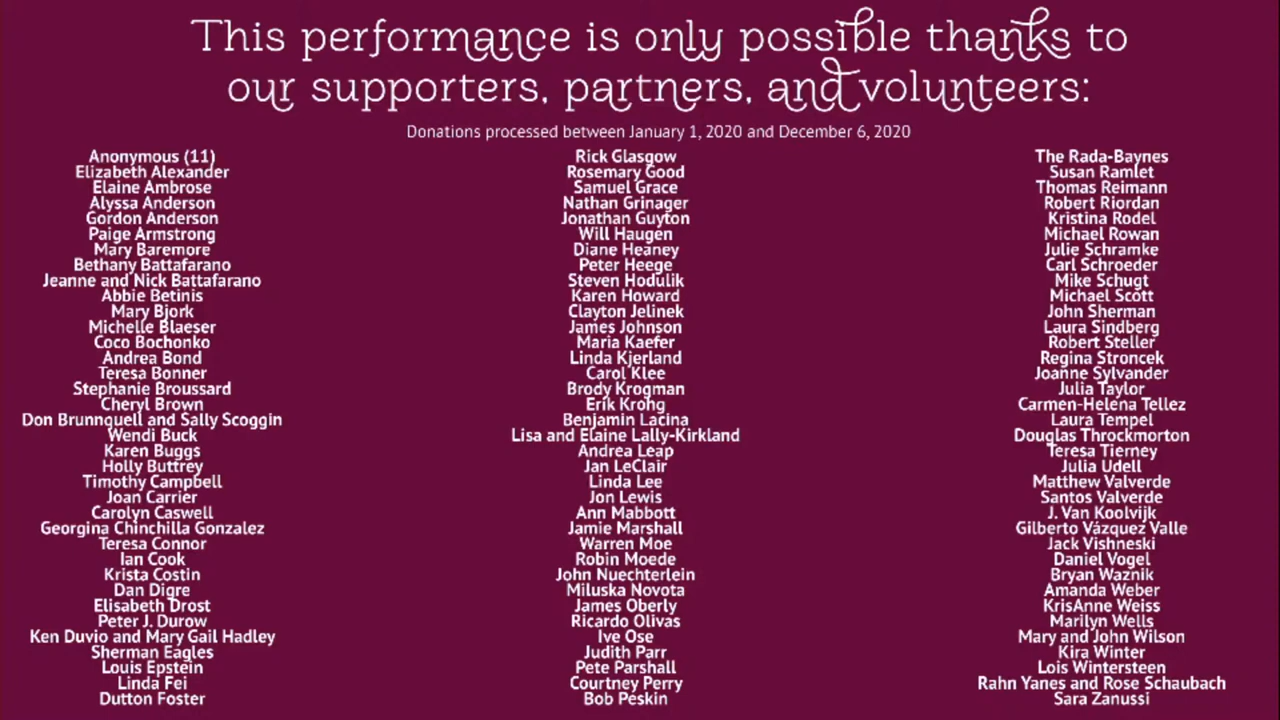 This performance is only possible thanks to
our supporters, partners, and volunteers:
Donations processed between January 1, 2020 and December 6, 2020
Anonymous (11)
Elizabeth Alexander
Elaine Ambrose
Alyssa Anderson
Gordon Anderson
Paige Armstrong
Mary Baremore
Bethany Battafarano
Jeanne and Nick Battafarano
Abbie Betinis
Mary Bjork
Michelle Blaeser
Coco Bochonko
Andrea Bond
Teresa Bonner
Stephanie Broussard
Cheryl Brown
Don Brunnquell and Sally Scoggin
Wendi Buck
Karen Buggs
Holly Buttrey
Timothy Campbell
Joan Carrier
Carolyn Caswell
Georgina Chinchilla Gonzalez
Teresa Connor
Ian Cook
Krista Costin
Dan Digre
Elisabeth Drost
Peter J. Durow
Ken Duvio and Mary Gail Hadley
Sherman Eagles
Louis Epstein
Linda Fei
Dutton Foster
Rick Glasgow
Rosemary Good
Samuel Grace
Nathan Grinager
Jonathan Guyton
Will Haugen
Diane Heaney
Peter Heege
Steven Hodulik
Karen Howard
Clayton Jelinek
James Johnson
Maria Kaefer
Linda Kjerland
Carol Klee
Brody Krogman
Erik Krohg
Benjamin Lacina
Lisa and Elaine Lally-Kirkland
Andrea Leap
Jan LeClair
Linda Lee
Jon Lewis
Ann Mabbott
Jamie Marshall
Warren Moe
Robin Moede
John Nuechterlein
Miluska Novota
James Oberly
Ricardo Olivas
Ive Ose
Judith Parr
Pete Parshall
Courtney Perry
Bob Peskin
The Rada-Baynes
Susan Ramlet
Thomas Reimann
Robert Riordan
Kristina Rodel
Michael Rowan
Julie Schramke
Carl Schroeder
Mike Schugt
Michael Scott
John Sherman
Laura Sindberg
Robert Steller
Regina Stroncek
Joanne Sylvander
Julia Taylor
Carmen-Helena Tellez
Laura Tempel
Douglas Throckmorton
Teresa Tierney
Julia Udell
Matthew Valverde
Santos Valverde
J. Van Koolvijk
Gilberto Vázquez Valle
Jack Vishneski
Daniel Vogel
Bryan Waznik
Amanda Weber
KrisAnne Weiss
Marilyn Wells
Mary and John Wilson
Kira Winter
Lois Wintersteen
Rahn Yanes and Rose Schaubach
Sara Zanussi